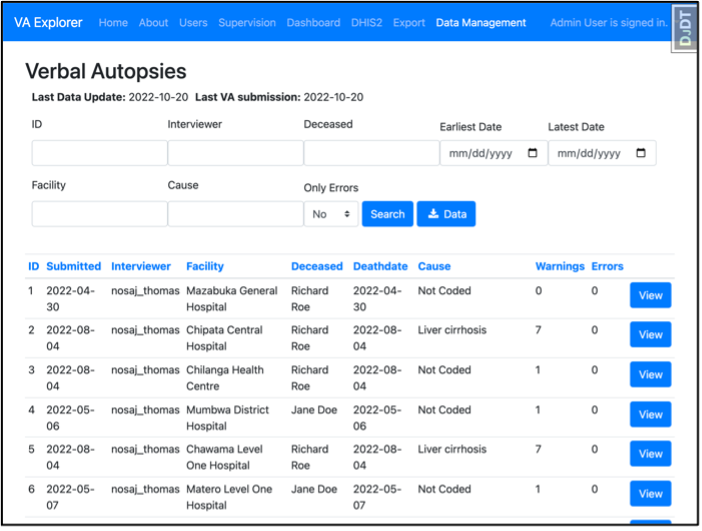 VA Explorer Home About Users Supervision Dashboard DHIS2 Export Data Management Admin User is signed in.
DJDT
Verbal Autopsies
Last Data Update: 2022-10-20 Last VA submission: 2022-10-20
ID Interviewer Deceased Earliest Date Latest Date
mm/dd/yyyy mm/dd/yyyy
Facility Cause Only Errors
No Search Data
ID Submitted Interviewer Facility Deceased Deathdate Cause Warnings Errors
1 2022-04- nosaj_thomas Mazabuka General Richard 2022-04- Not Coded 0 0 View
30 Hospital Roe 30
2 2022-08- nosaj_thomas Chipata Central Richard 2022-08- Liver cirrhosis 7 0 View
04 Hospital Roe 04
3 2022-08- nosaj_thomas Chilanga Health Richard 2022-08- Not Coded 1 0 View
04 Centre Roe 04
4 2022-05- nosaj_thomas Mumbwa District Jane Doe 2022-05- Not Coded 1 0 View
06 Hospital 06
5 2022-08- nosaj_thomas Chawama Level Richard 2022-08- Liver cirrhosis 7 0 View
04 One Hospital Roe 04
6 2022-05- nosaj_thomas Matero Level One Jane Doe 2022-05- Not Coded 1 0 View
07 Hospital 07